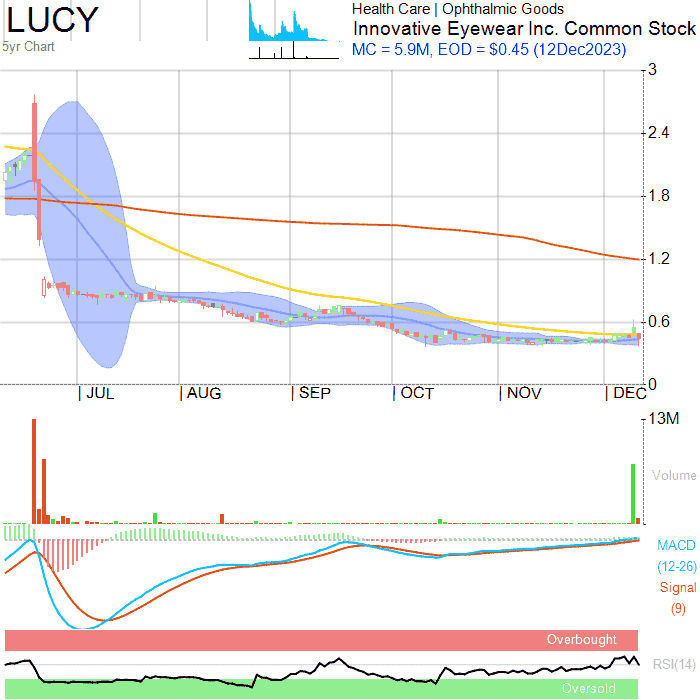 LUCY
5yr Chart
Health Care | Ophthalmic Goods
Innovative Eyewear Inc. Common Stock
MC = 5.9M, EOD = $0.45 (12Dec2023)
3
2.4
1.8
1.2
0.6
0
| JUL | AUG | SEP | OCT | NOV | DEC
13M
Volume
MACD
(12-26)
Signal
(9)
Overbought
RSI(14)
Oversold